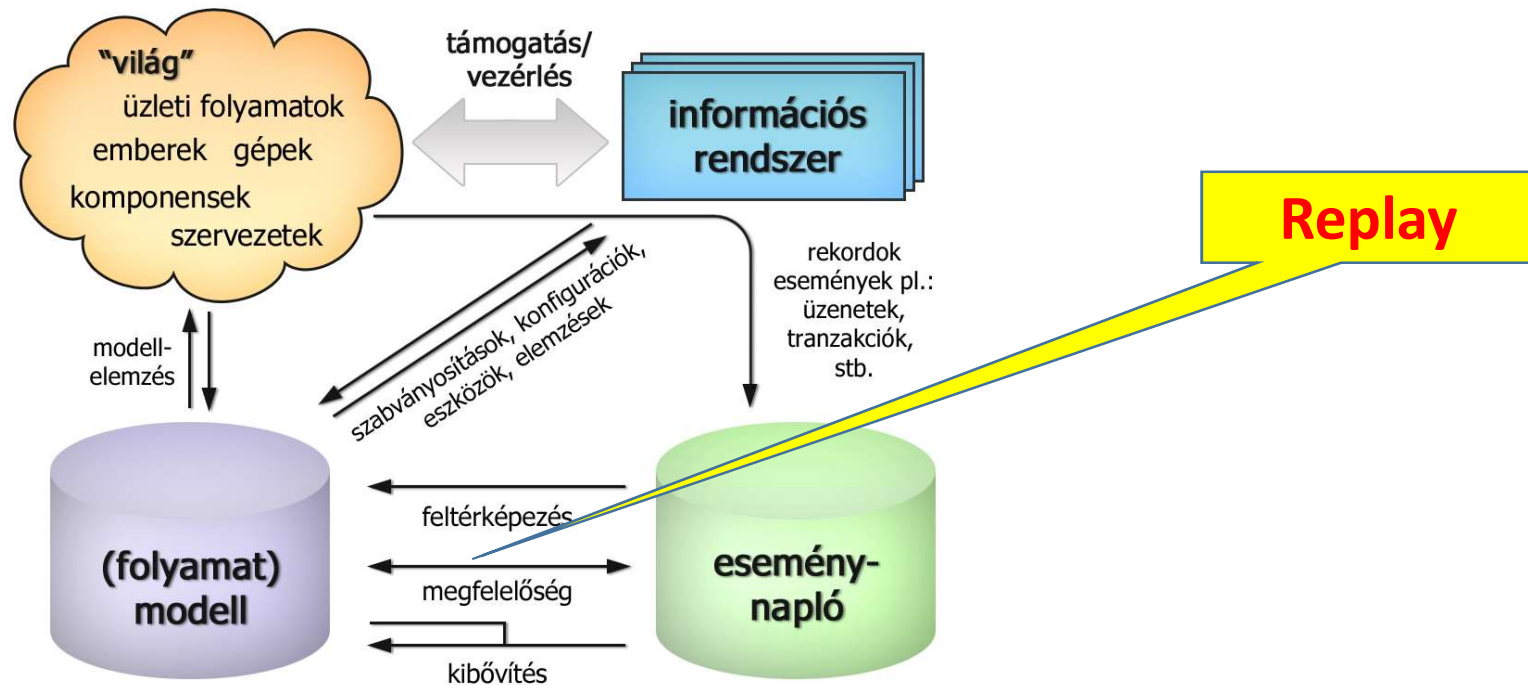 “világ”
üzleti folyamatok
emberek gépek
komponensek
szervezetek
támogatás/
vezérlés
információs
rendszer
Replay
rekordok
események pl.:
üzenetek,
tranzakciók,
stb.
modell-
elemzés
szabványosítások, konfigurációk,
eszközök, elemzések
feltérképezés
(folyamat)
modell
megfelelőség
esemény-
napló
kibővítés